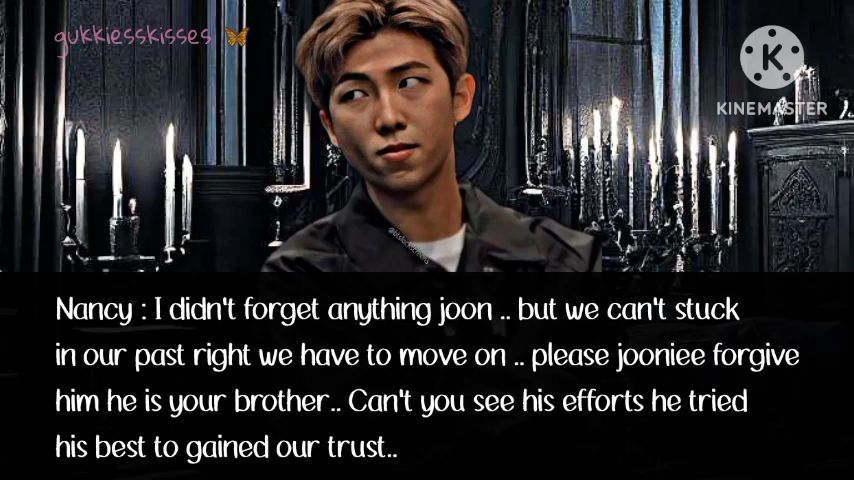 gukkiesskisses
K
KINEMASTER
Nancy : I didn't forget anything joon .. but we can't stuck
in our past right we have to move on .. please jooniee forgive
him he is your brother.. Can't you see his efforts he tried
his best to gained our trust..